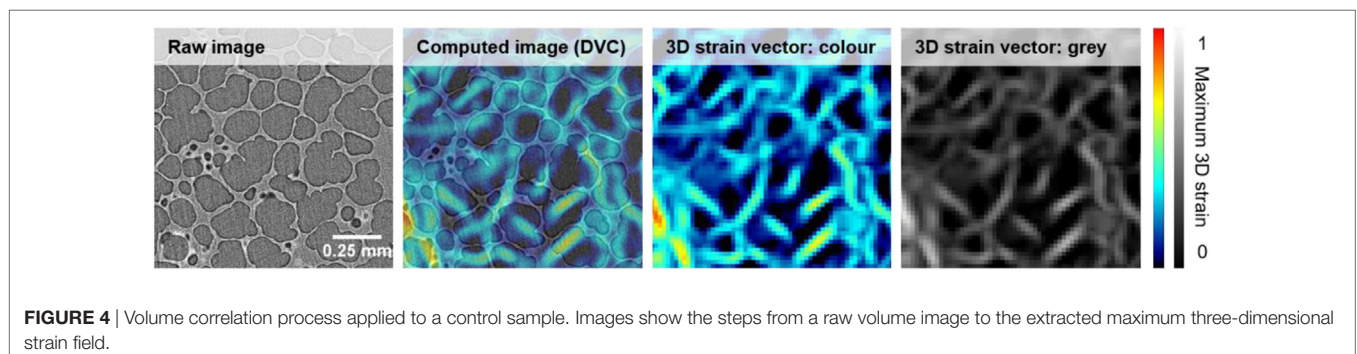 Raw image
Computed image (DVC)
3D strain vector: colour
3D strain vector: grey
0.25 mm
1
Maximum 3D strain
0
FIGURE 4 | Volume correlation process applied to a control sample. Images show the steps from a raw volume image to the extracted maximum three-dimensional
strain field.